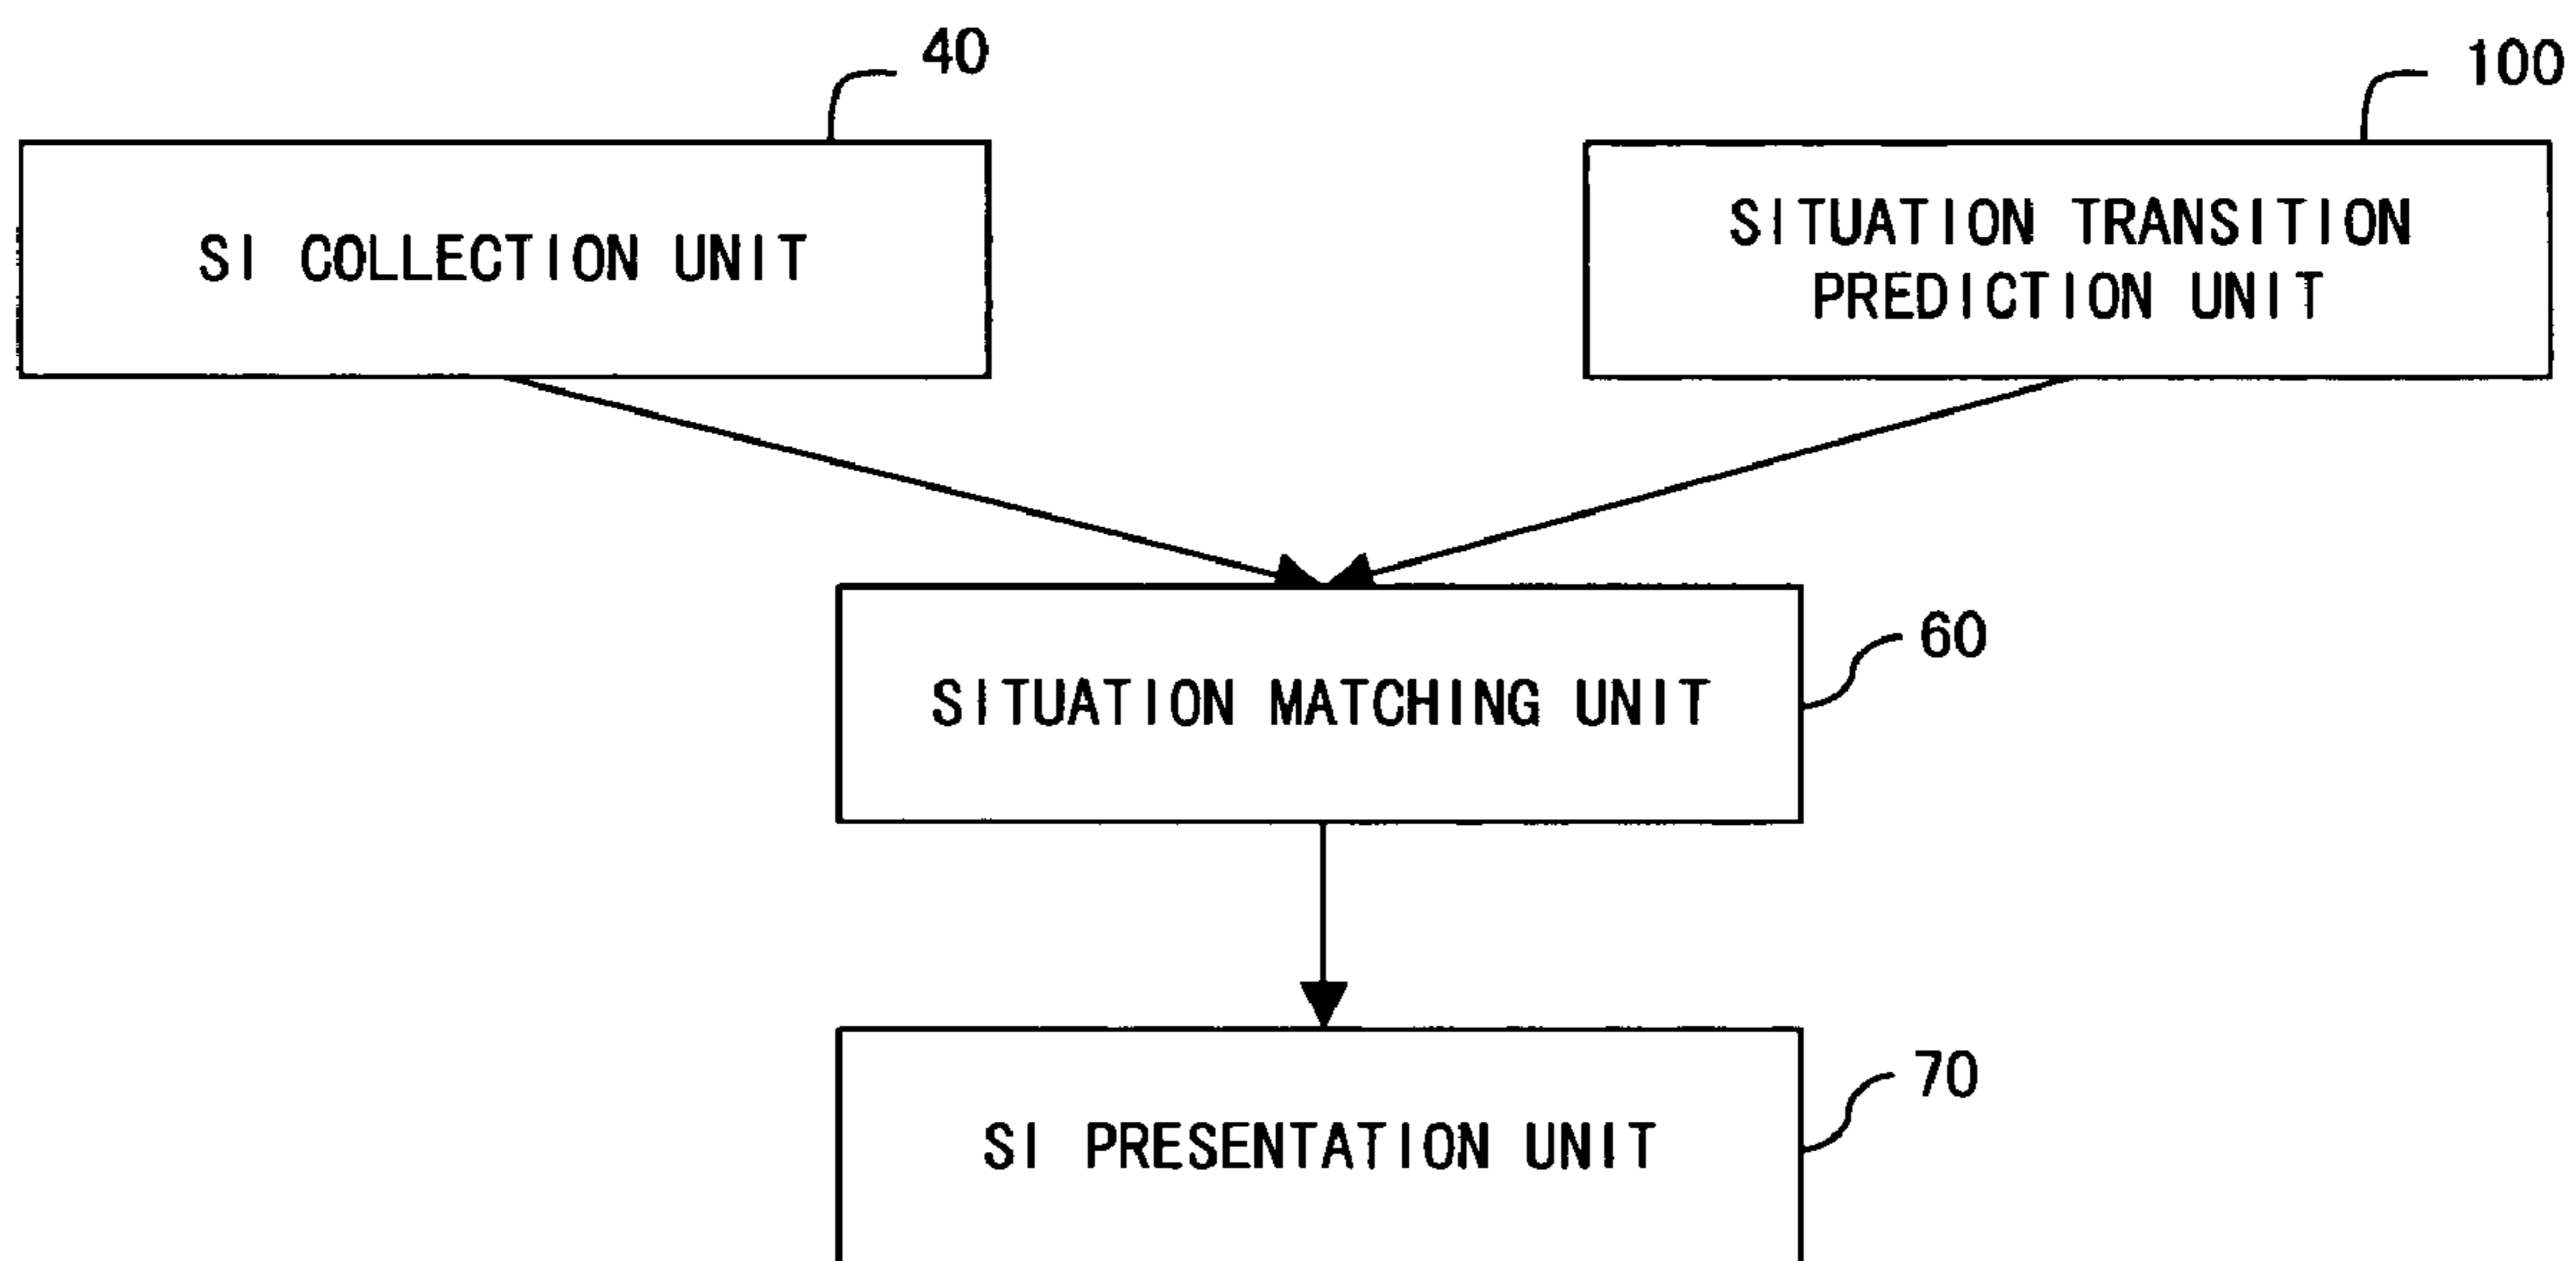 40
100
SI COLLECTION UNIT
SITUATION TRANSITION
PREDICTION UNIT
60
SITUATION MATCHING UNIT
70
SI PRESENTATION UNIT